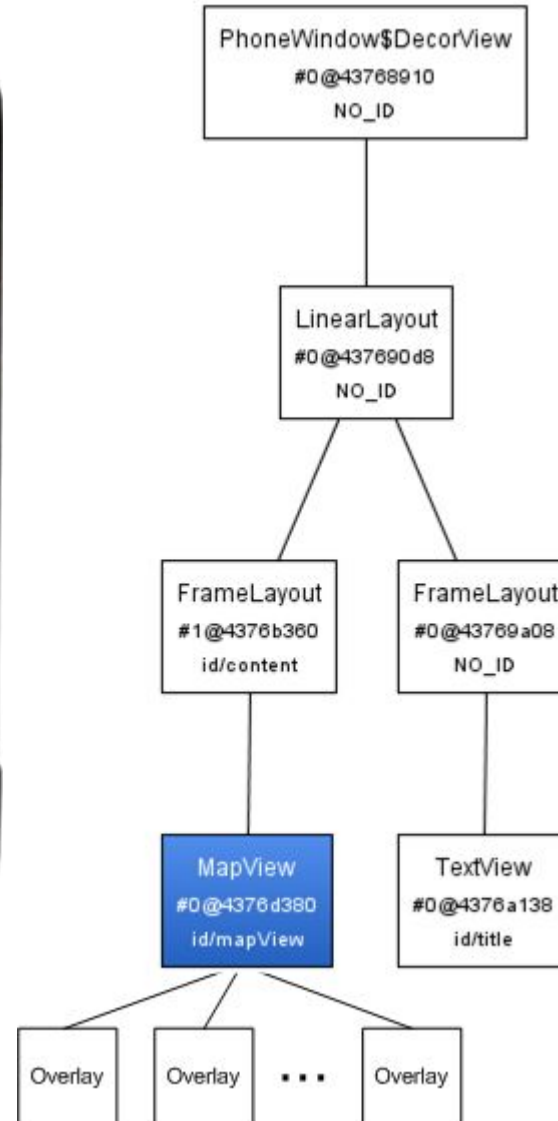 PhoneWindow$DecorView
#0@43768910
NO_ID
LinearLayout
#0@437690d8
NO_ID
FrameLayout
#1@4376b360
id/content
FrameLayout
#0@43769a08
NO_ID
MapView
#0@4376d380
id/mapView
TextView
#0@4376a138
id/title
Overlay
Overlay
...
Overlay